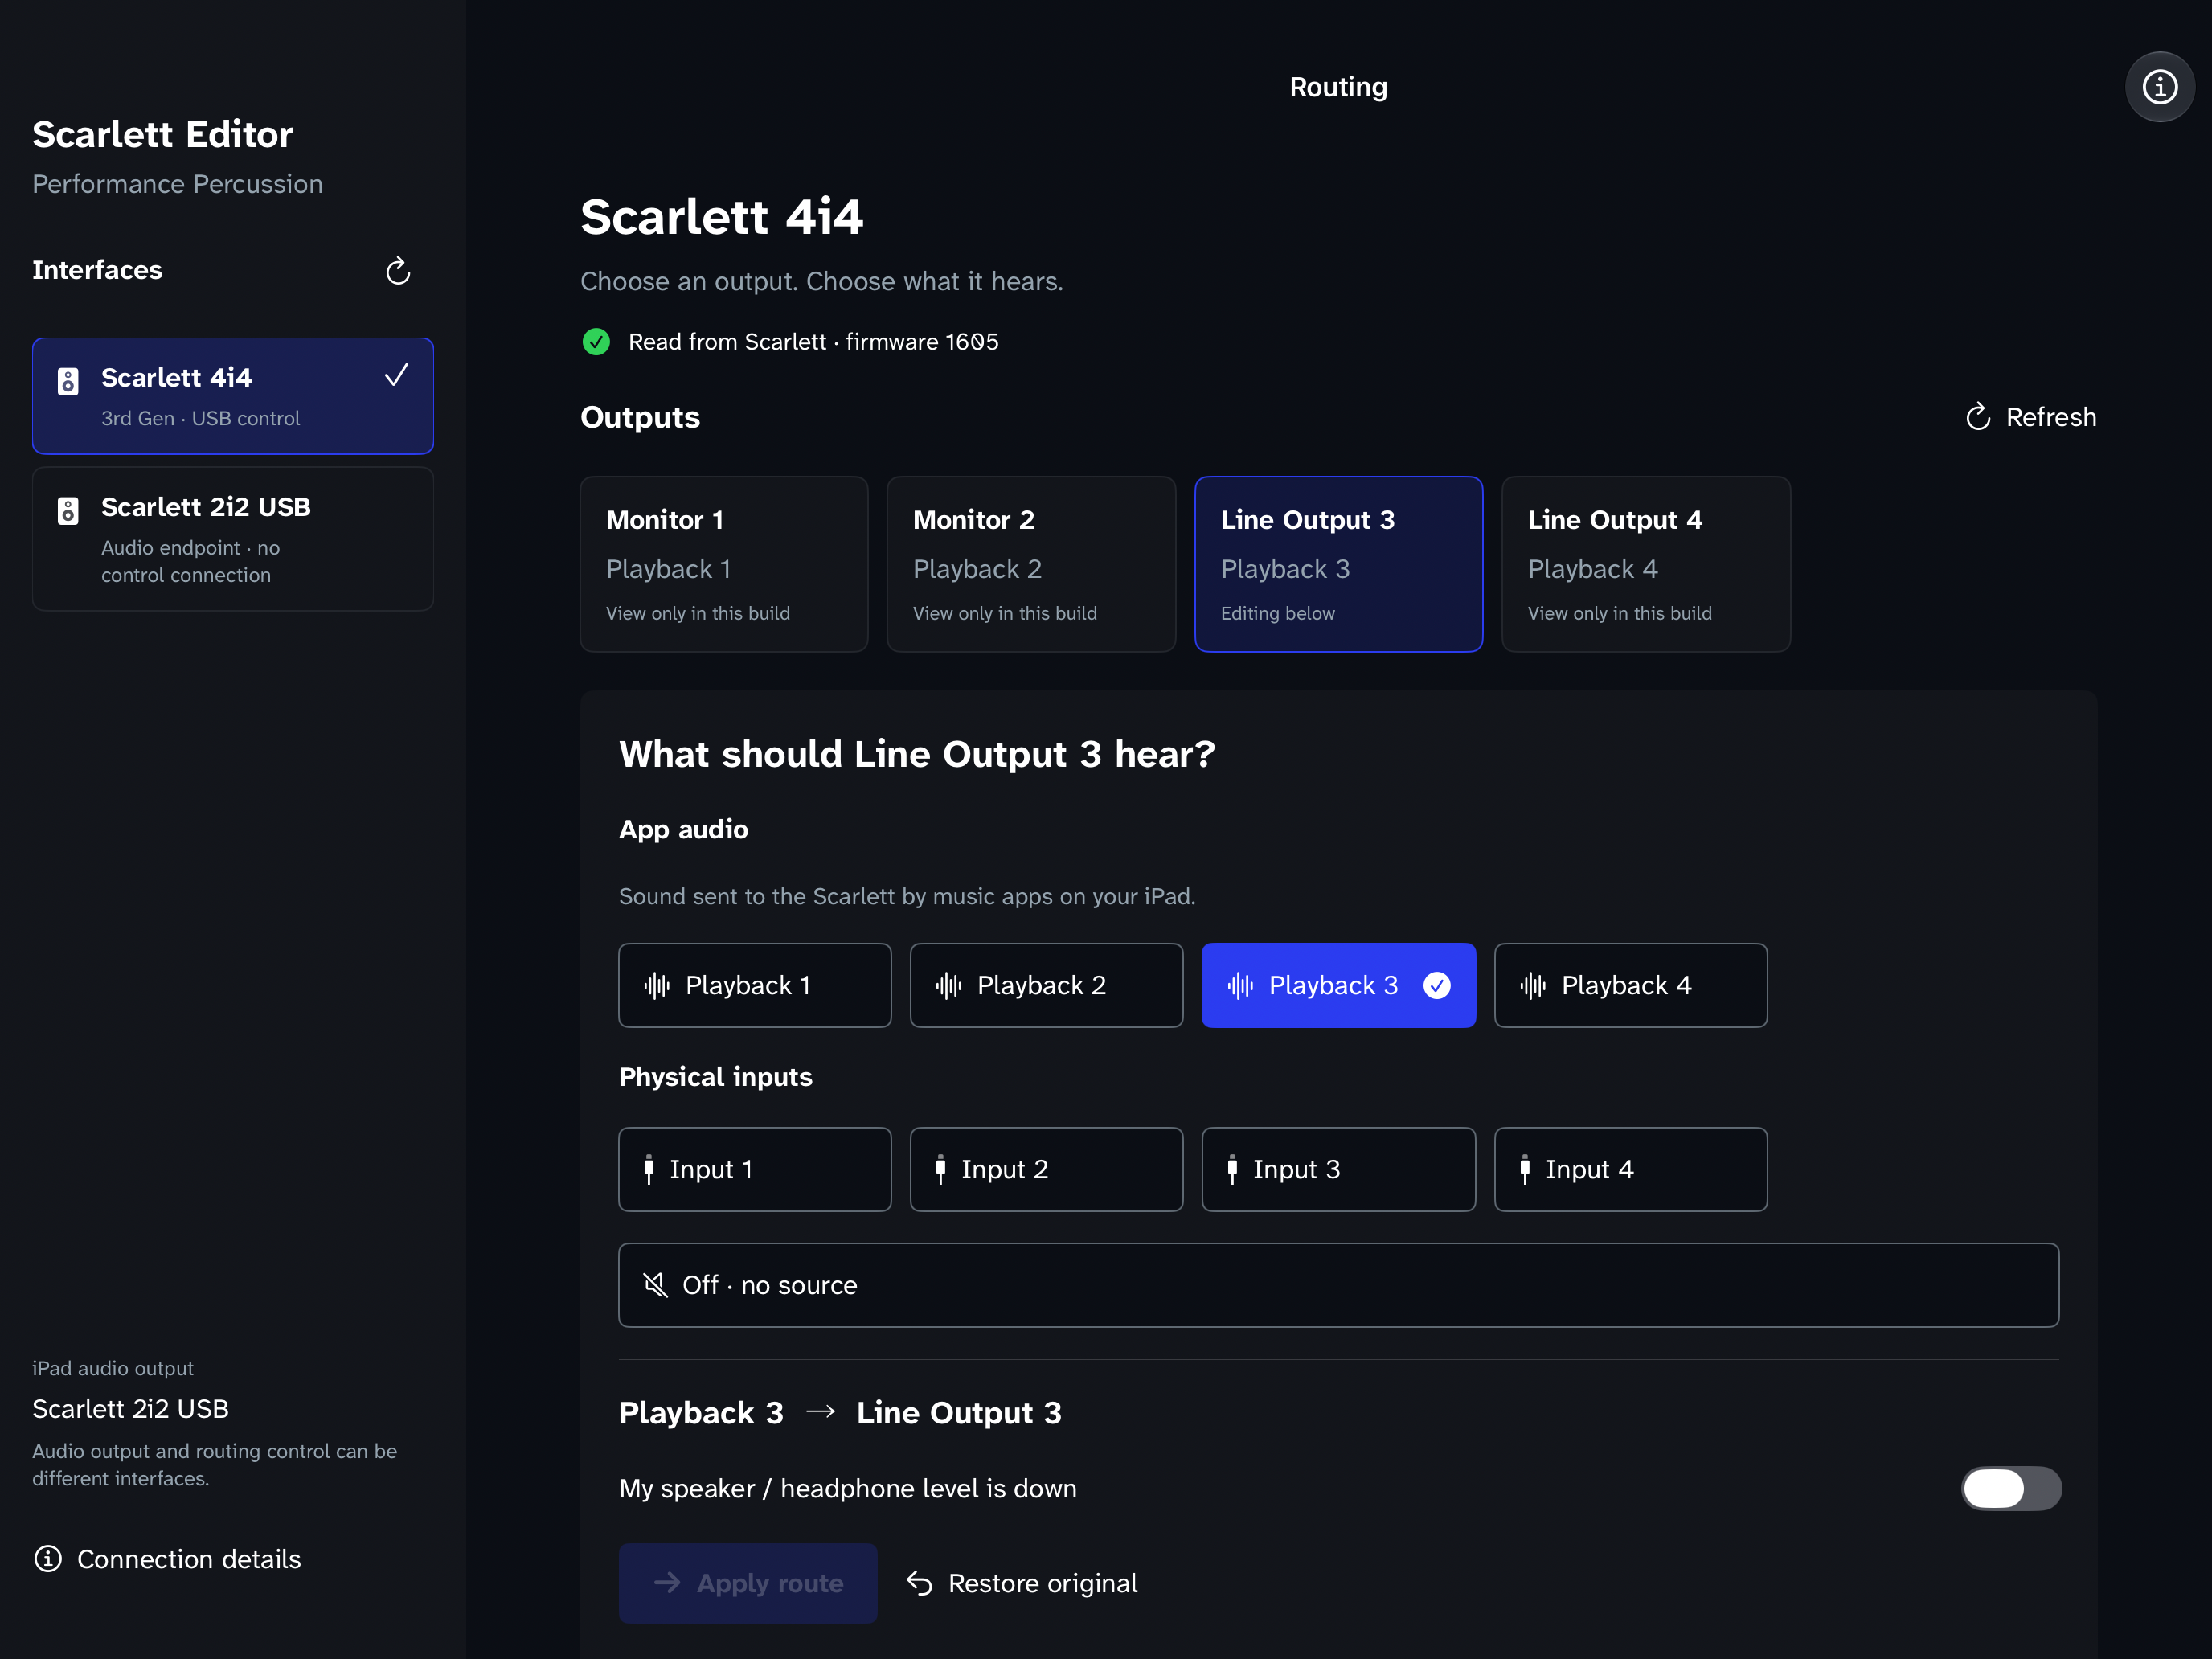 Scarlett Editor
Performance Percussion
Interfaces
Scarlett 4i4
3rd Gen · USB control
Scarlett 2i2 USB
Audio endpoint · no
control connection
iPad audio output
Scarlett 2i2 USB
Audio output and routing control can be
different interfaces.
Connection details
Routing
Scarlett 4i4
Choose an output. Choose what it hears.
Read from Scarlett · firmware 1605
Outputs
Refresh
Monitor 1
Playback 1
View only in this build
Monitor 2
Playback 2
View only in this build
Line Output 3
Playback 3
Editing below
Line Output 4
Playback 4
View only in this build
What should Line Output 3 hear?
App audio
Sound sent to the Scarlett by music apps on your iPad.
Playback 1
Playback 2
Playback 3
Playback 4
Physical inputs
Input 1
Input 2
Input 3
Input 4
Off · no source
Playback 3 → Line Output 3
My speaker / headphone level is down
Apply route
Restore original